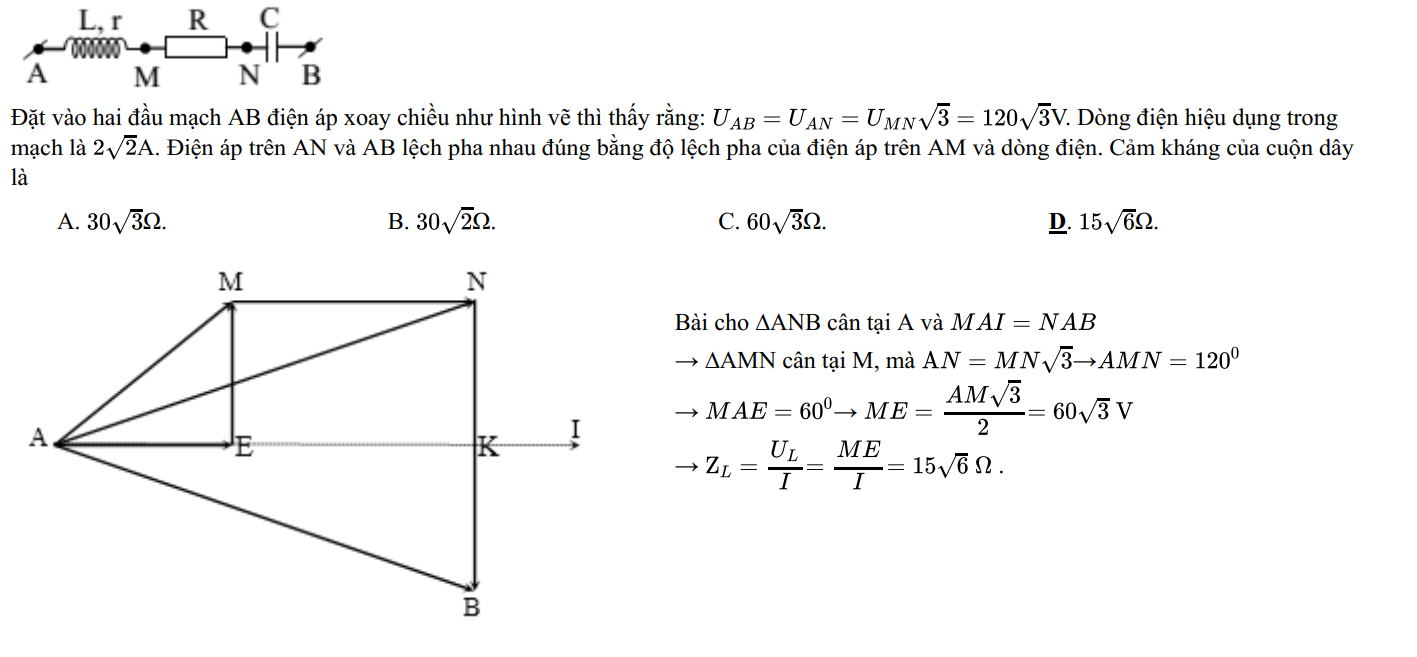 L, r R C
A M N B
Đặt vào hai đầu mạch AB điện áp xoay chiều như hình vẽ thì thấy rằng: $U_{AB} = U_{AN} = U_{MN}\sqrt{3} = 120\sqrt{3}$V. Dòng điện hiệu dụng trong
mạch là $2\sqrt{2}$A. Điện áp trên AN và AB lệch pha nhau đúng bằng độ lệch pha của điện áp trên AM và dòng điện. Cảm kháng của cuộn dây
là
A. $30\sqrt{3}\Omega$. B. $30\sqrt{2}\Omega$. C. $60\sqrt{3}\Omega$. D. $15\sqrt{6}\Omega$.
M N
A E K I
B
Bài cho ΔANB cân tại A và $MAI = NAB$
→ ΔAMN cân tại M, mà $AN = MN\sqrt{3} \rightarrow AMN = 120^0$
→ $MAE = 60^0 \rightarrow ME = \frac{AM\sqrt{3}}{2} = 60\sqrt{3}$ V
→ $Z_L = \frac{U_L}{I} = \frac{ME}{I} = 15\sqrt{6}\ \Omega$ .